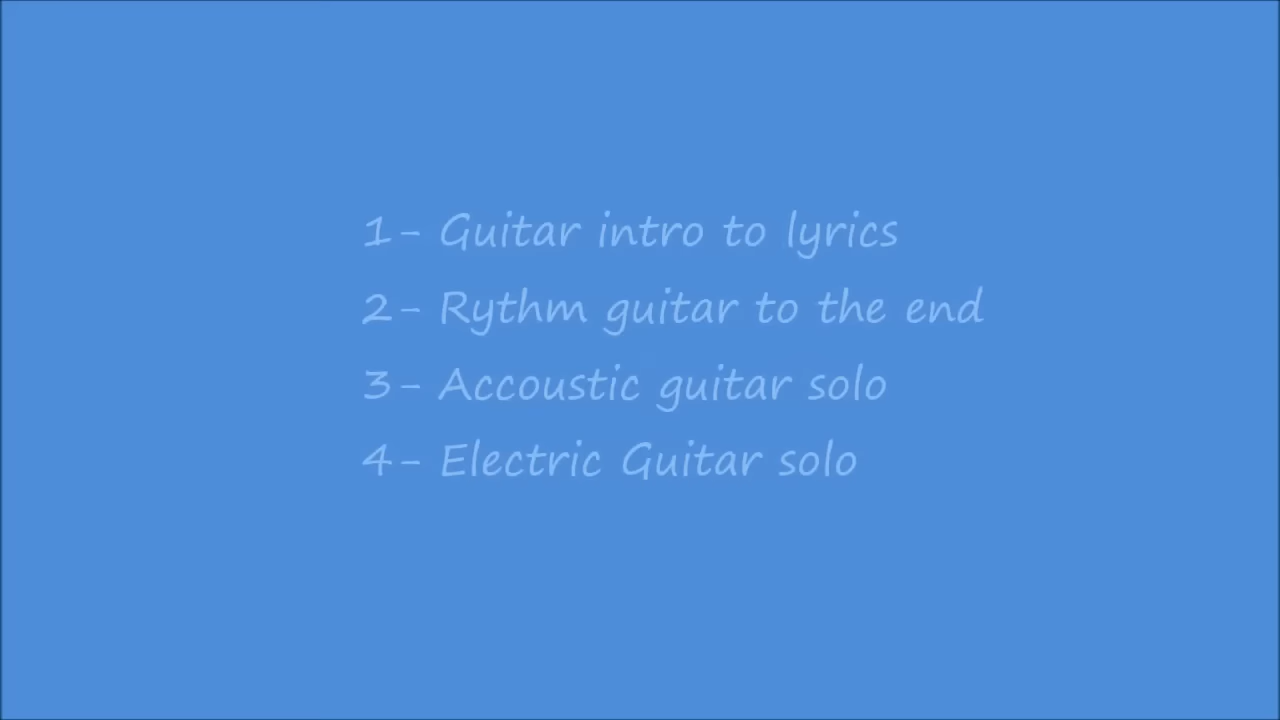 1- Guitar intro to lyrics
2- Rythm guitar to the end
3- Accoustic guitar solo
4- Electric Guitar solo